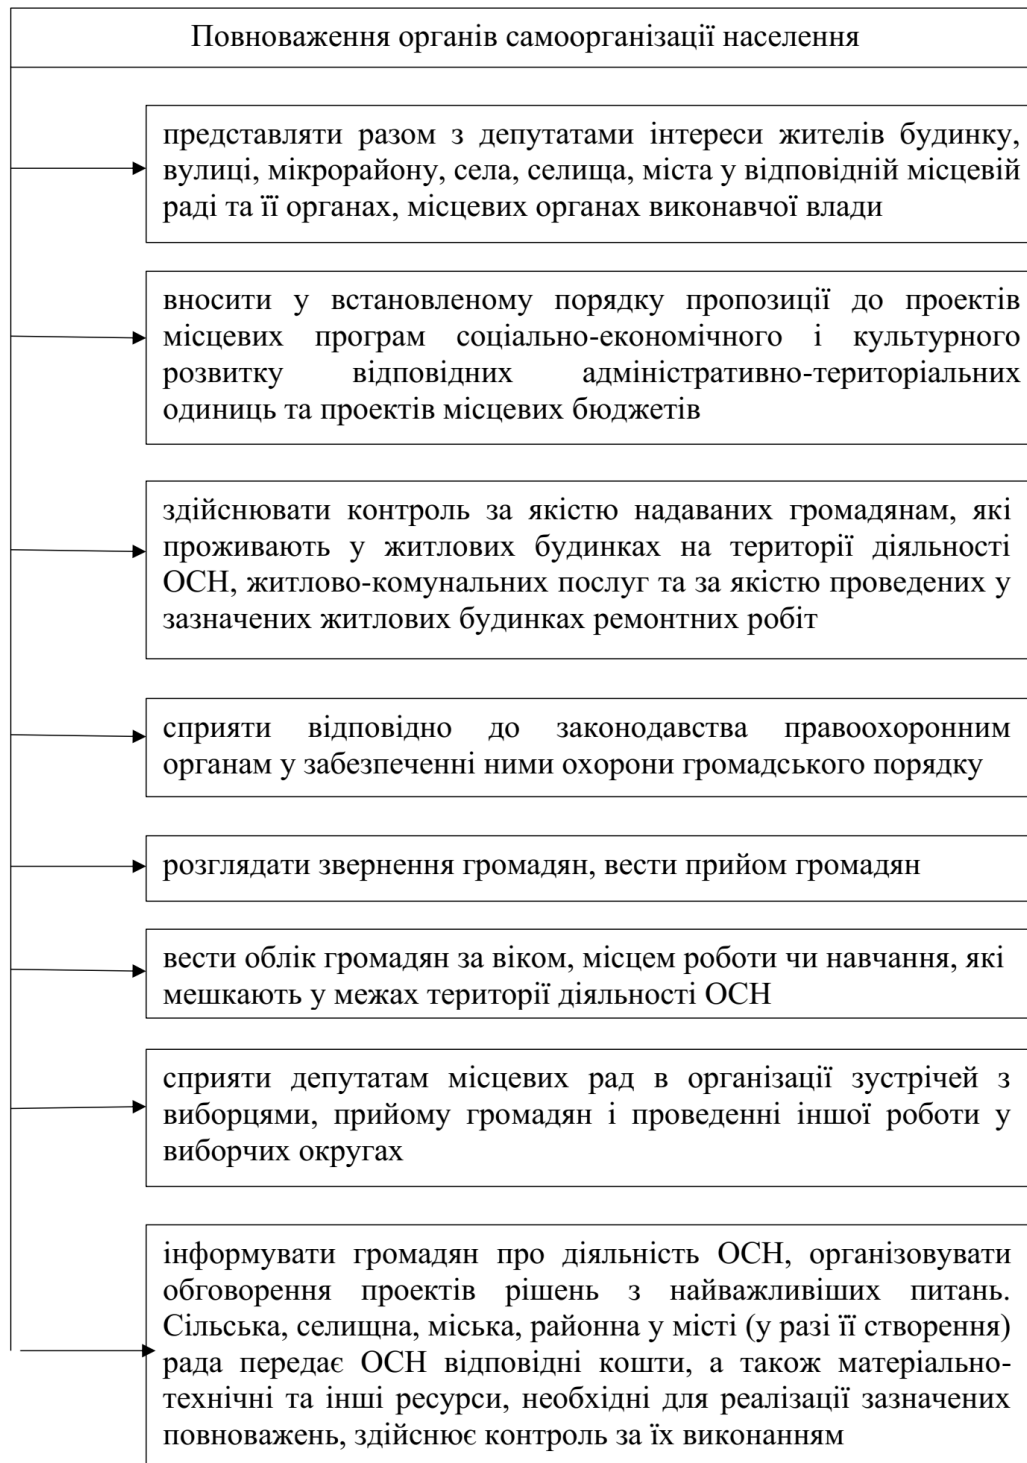 Повноваження органів самоорганізації населення
представляти разом з депутатами інтереси жителів будинку,
вулиці, мікрорайону, села, селища, міста у відповідній місцевій
раді та її органах, місцевих органах виконавчої влади
вносити у встановленому порядку пропозиції до проектів
місцевих програм соціально-економічного і культурного
розвитку відповідних адміністративно-територіальних
одиниць та проектів місцевих бюджетів
здійснювати контроль за якістю надаваних громадянам, які
проживають у житлових будинках на території діяльності
ОСН, житлово-комунальних послуг та за якістю проведених у
зазначених житлових будинках ремонтних робіт
сприяти відповідно до законодавства правоохоронним
органам у забезпеченні ними охорони громадського порядку
розглядати звернення громадян, вести прийом громадян
вести облік громадян за віком, місцем роботи чи навчання, які
мешкають у межах території діяльності ОСН
сприяти депутатам місцевих рад в організації зустрічей з
виборцями, прийому громадян і проведенні іншої роботи у
виборчих округах
інформувати громадян про діяльність ОСН, організовувати
обговорення проектів рішень з найважливіших питань.
Сільська, селищна, міська, районна у місті (у разі її створення)
рада передає ОСН відповідні кошти, а також матеріально-
технічні та інші ресурси, необхідні для реалізації зазначених
повноважень, здійснює контроль за їх виконанням